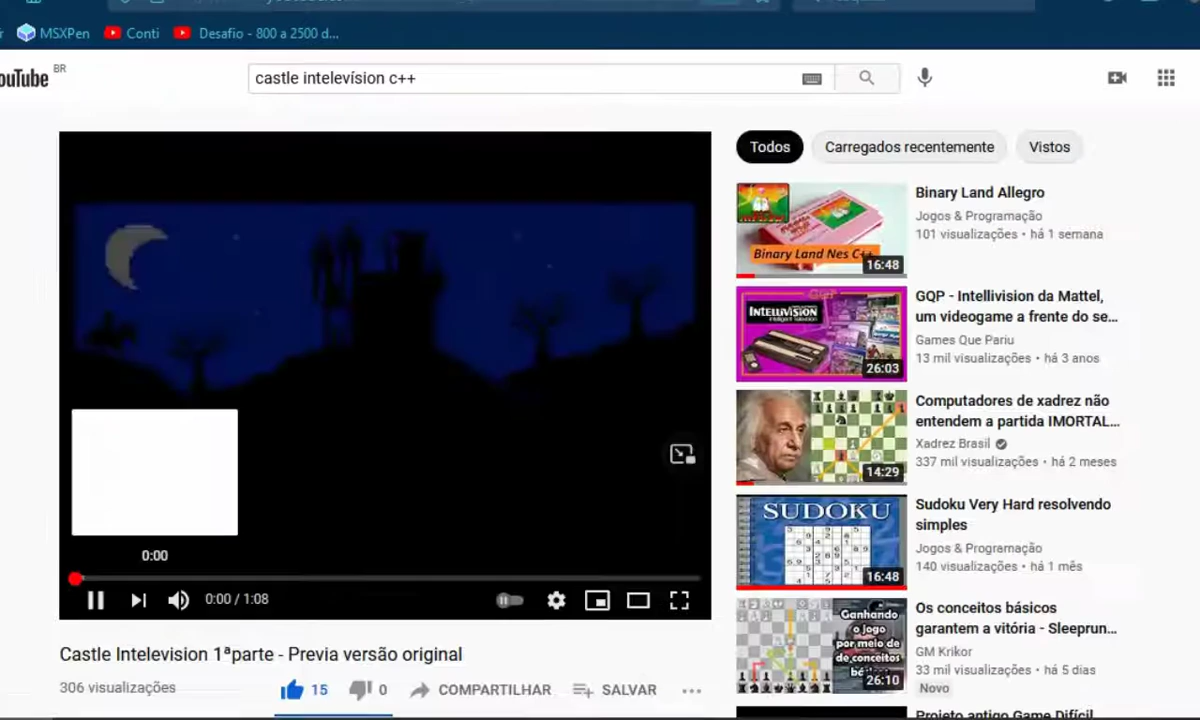 MSXPen
Conti
Desafio - 800 a 2500 d...
ouTube BR
castle intelevísion c++
Todos
Carregados recentemente
Vistos
Binary Land Allegro
Jogos & Programação
101 visualizações • há 1 semana
Binary Land Nes C++
16:48
GQP - Intellivision da Mattel,
um videogame a frente do se...
Games Que Pariu
13 mil visualizações • há 3 anos
GQP
INTELLIVISION
26:03
Computadores de xadrez não
entendem a partida IMORTAL...
Xadrez Brasil
337 mil visualizações • há 2 meses
14:29
Sudoku Very Hard resolvendo
simples
Jogos & Programação
140 visualizações • há 1 mês
SUDOKU
16:48
Os conceitos básicos
garantem a vitória - Sleeprun...
GM Krikor
33 mil visualizações • há 5 dias
Novo
Ganhando
o jogo
por meio de
de conceitos
26:10
Projeto antigo Game Difícil
0:00
0:00 / 1:08
Castle Intelevision 1ªparte - Previa versão original
306 visualizações
15
0
COMPARTILHAR
SALVAR